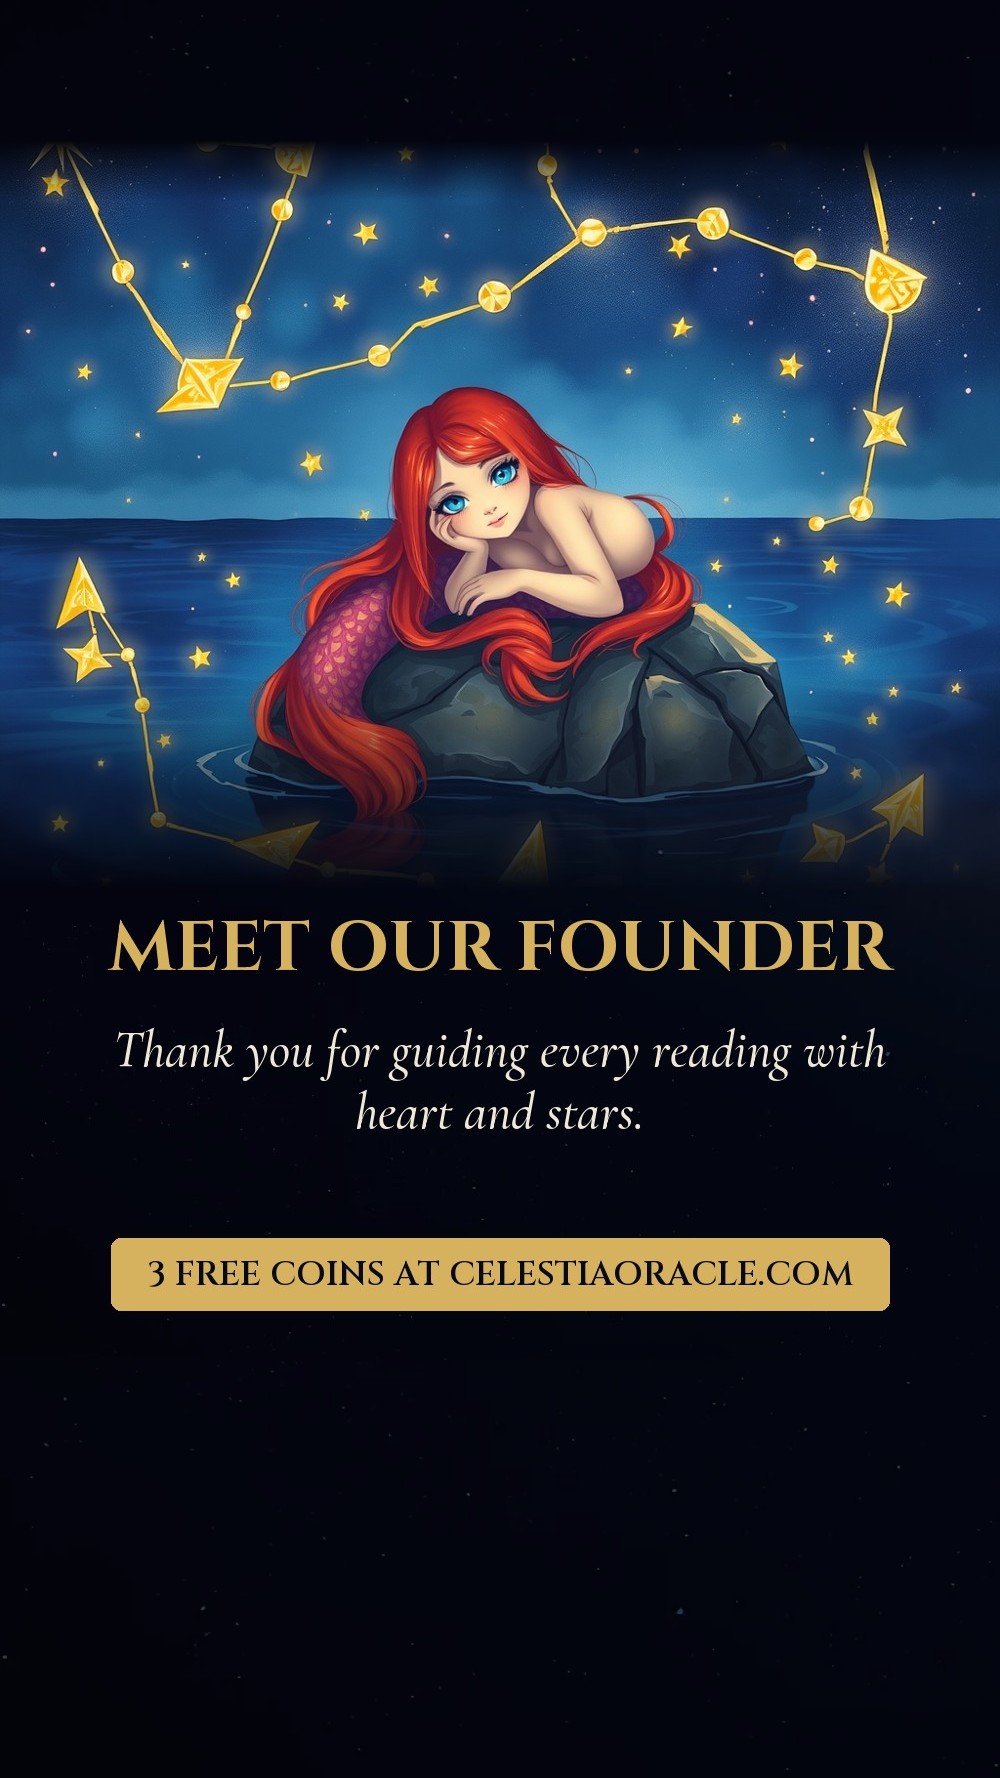 MEET OUR FOUNDER
Thank you for guiding every reading with
heart and stars.
3 FREE COINS AT CELESTIAORACLE.COM